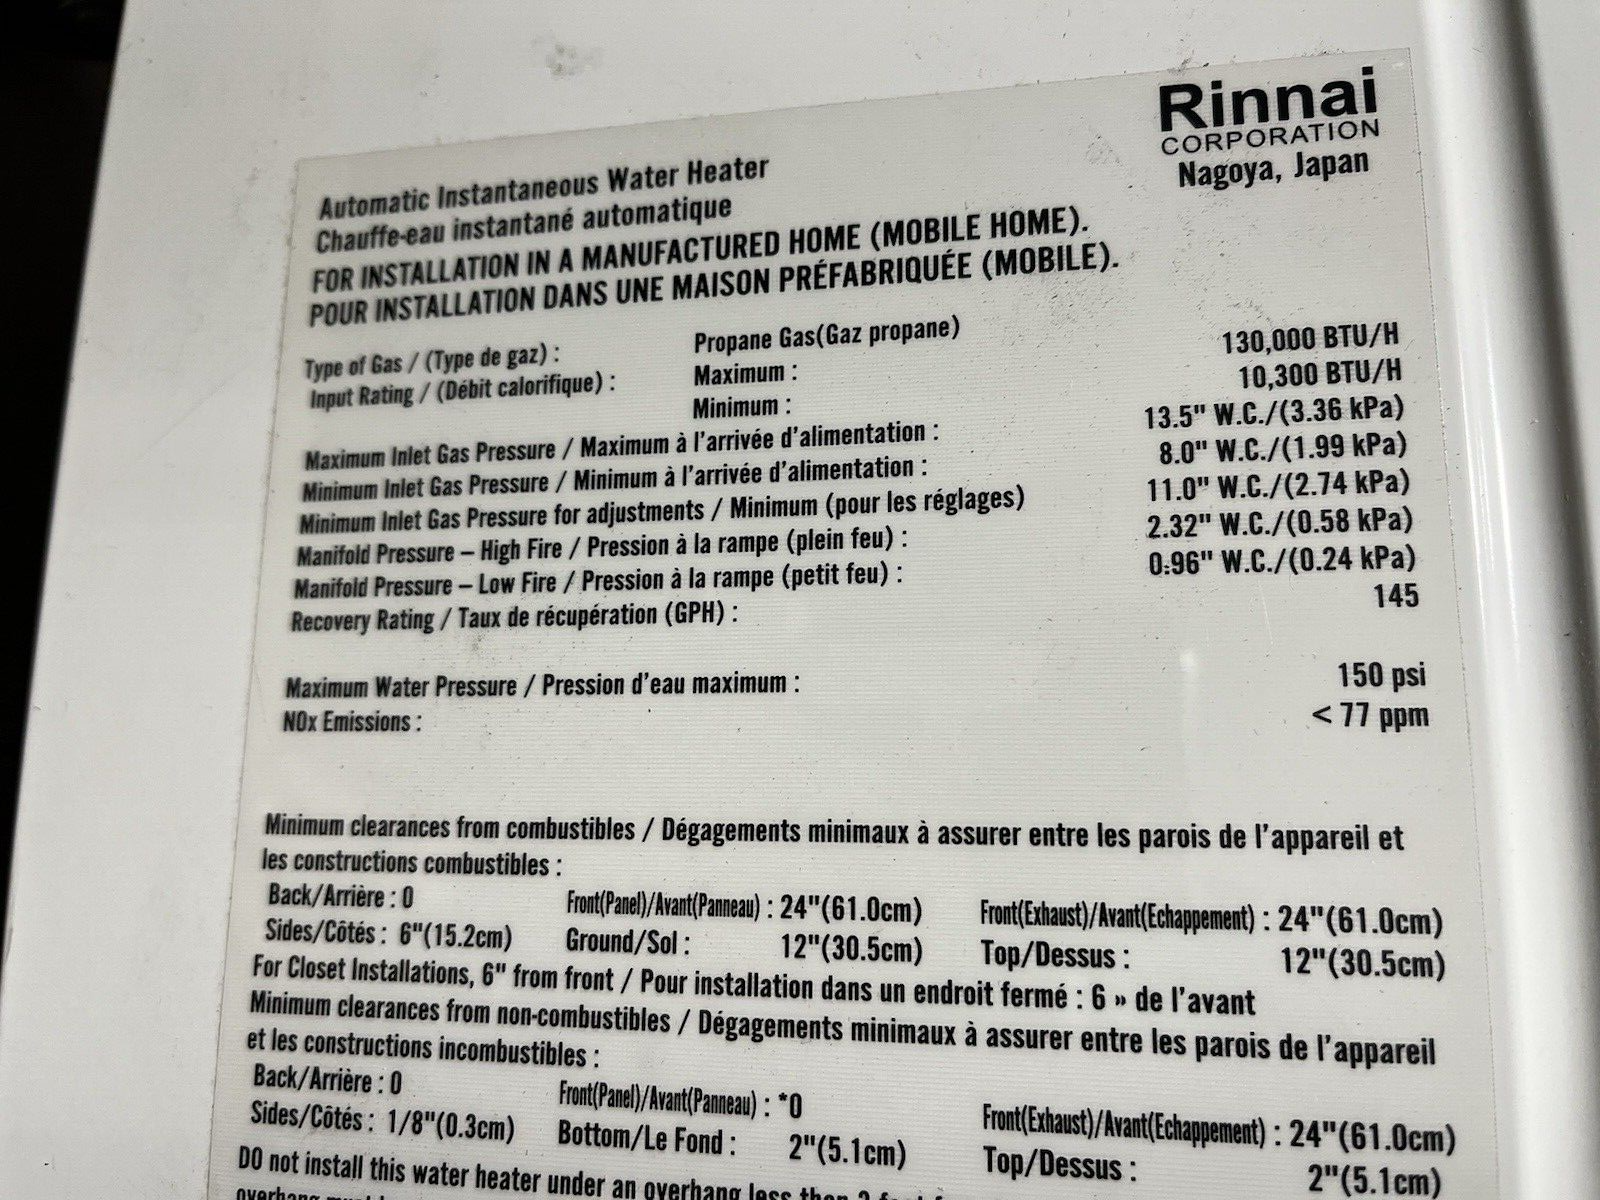 Rinnai
CORPORATION
Nagoya, Japan
Automatic Instantaneous Water Heater
Chauffe-eau instantané automatique
FOR INSTALLATION IN A MANUFACTURED HOME (MOBILE HOME).
POUR INSTALLATION DANS UNE MAISON PRÉFABRIQUÉE (MOBILE).
Type of Gas / (Type de gaz) : Propane Gas(Gaz propane)
Input Rating / (Débit calorifique) : Maximum : 130,000 BTU/H
Minimum : 10,300 BTU/H
Maximum Inlet Gas Pressure / Maximum à l'arrivée d'alimentation : 13.5" W.C./(3.36 kPa)
Minimum Inlet Gas Pressure / Minimum à l'arrivée d'alimentation : 8.0" W.C./(1.99 kPa)
Minimum Inlet Gas Pressure for adjustments / Minimum (pour les réglages) 11.0" W.C./(2.74 kPa)
Manifold Pressure – High Fire / Pression à la rampe (plein feu) : 2.32" W.C./(0.58 kPa)
Manifold Pressure – Low Fire / Pression à la rampe (petit feu) : 0.96" W.C./(0.24 kPa)
Recovery Rating / Taux de récupération (GPH) : 145
Maximum Water Pressure / Pression d'eau maximum : 150 psi
NOx Emissions : < 77 ppm
Minimum clearances from combustibles / Dégagements minimaux à assurer entre les parois de l'appareil et
les constructions combustibles :
Back/Arrière : 0 Front(Panel)/Avant(Panneau) : 24"(61.0cm) Front(Exhaust)/Avant(Echappement) : 24"(61.0cm)
Sides/Côtés : 6"(15.2cm) Ground/Sol : 12"(30.5cm) Top/Dessus : 12"(30.5cm)
For Closet Installations, 6" from front / Pour installation dans un endroit fermé : 6 » de l'avant
Minimum clearances from non-combustibles / Dégagements minimaux à assurer entre les parois de l'appareil
et les constructions incombustibles :
Back/Arrière : 0 Front(Panel)/Avant(Panneau) : *0 Front(Exhaust)/Avant(Echappement) : 24"(61.0cm)
Sides/Côtés : 1/8"(0.3cm) Bottom/Le Fond : 2"(5.1cm) Top/Dessus : 2"(5.1cm)
DO not install this water heater under an overhang less than